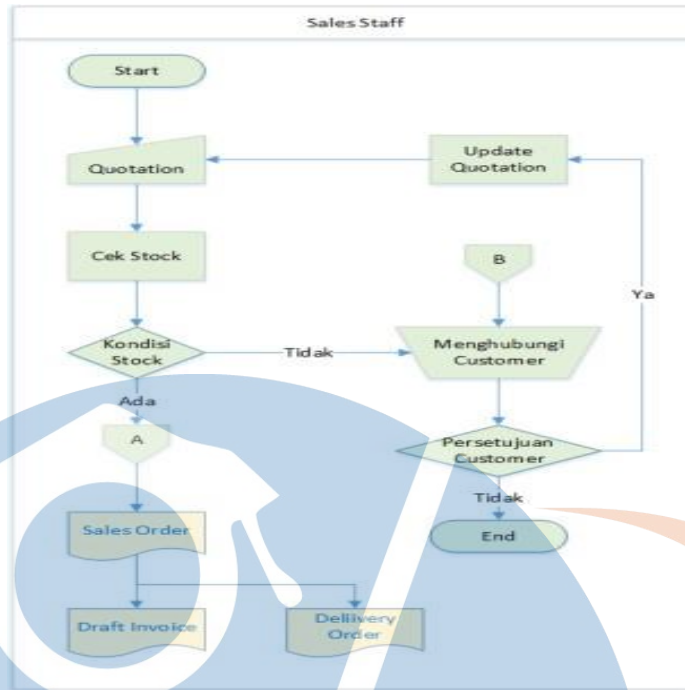 Sales Staff
Start
Quotation
Update
Quotation
Cek Stock
B
Ya
Kondisi
Stock
Tidak
Menghubungi
Customer
Ada
A
Persetujuan
Customer
Tidak
Sales Order
End
Draft Invoice
Dellivery
Order